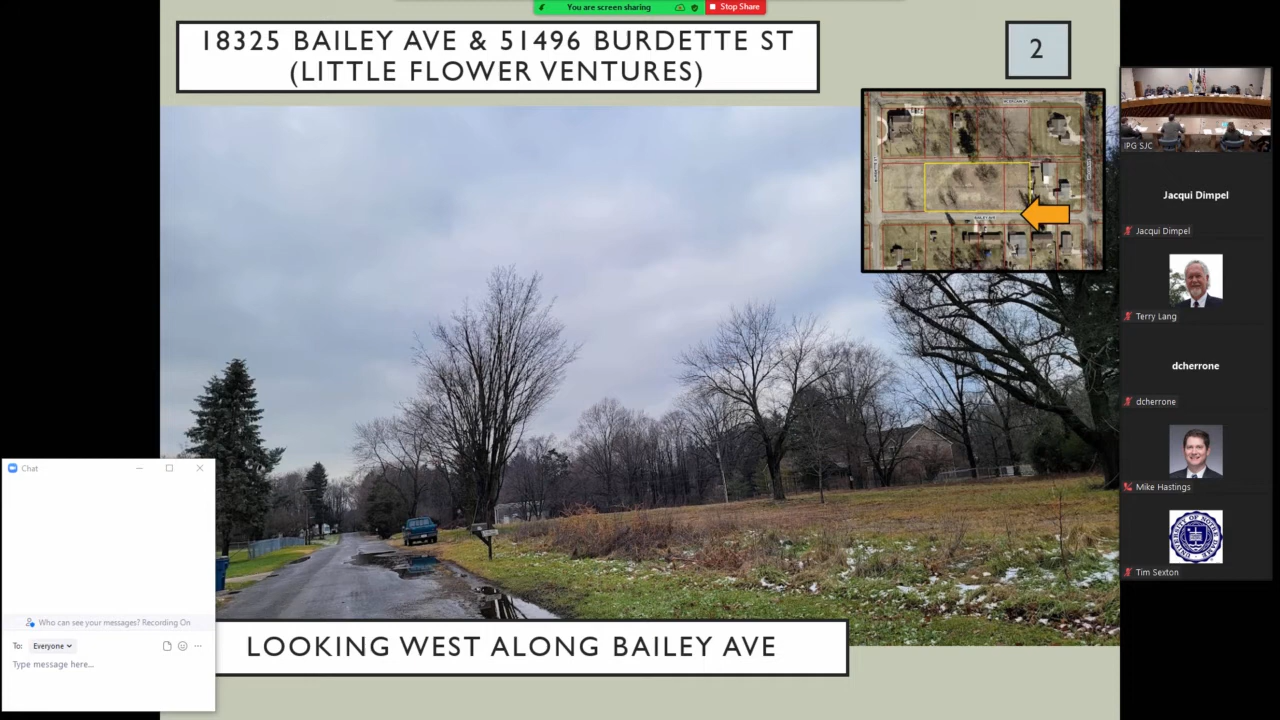 You are screen sharing
Stop Share
18325 BAILEY AVE & 51496 BURDETTE ST
(LITTLE FLOWER VENTURES)
2
BAILEY AVE
IPG SJC
Jacqui Dimpel
Jacqui Dimpel
Terry Lang
dcherrone
dcherrone
Mike Hastings
Tim Sexton
Chat
Who can see your messages? Recording On
To: Everyone
Type message here...
LOOKING WEST ALONG BAILEY AVE